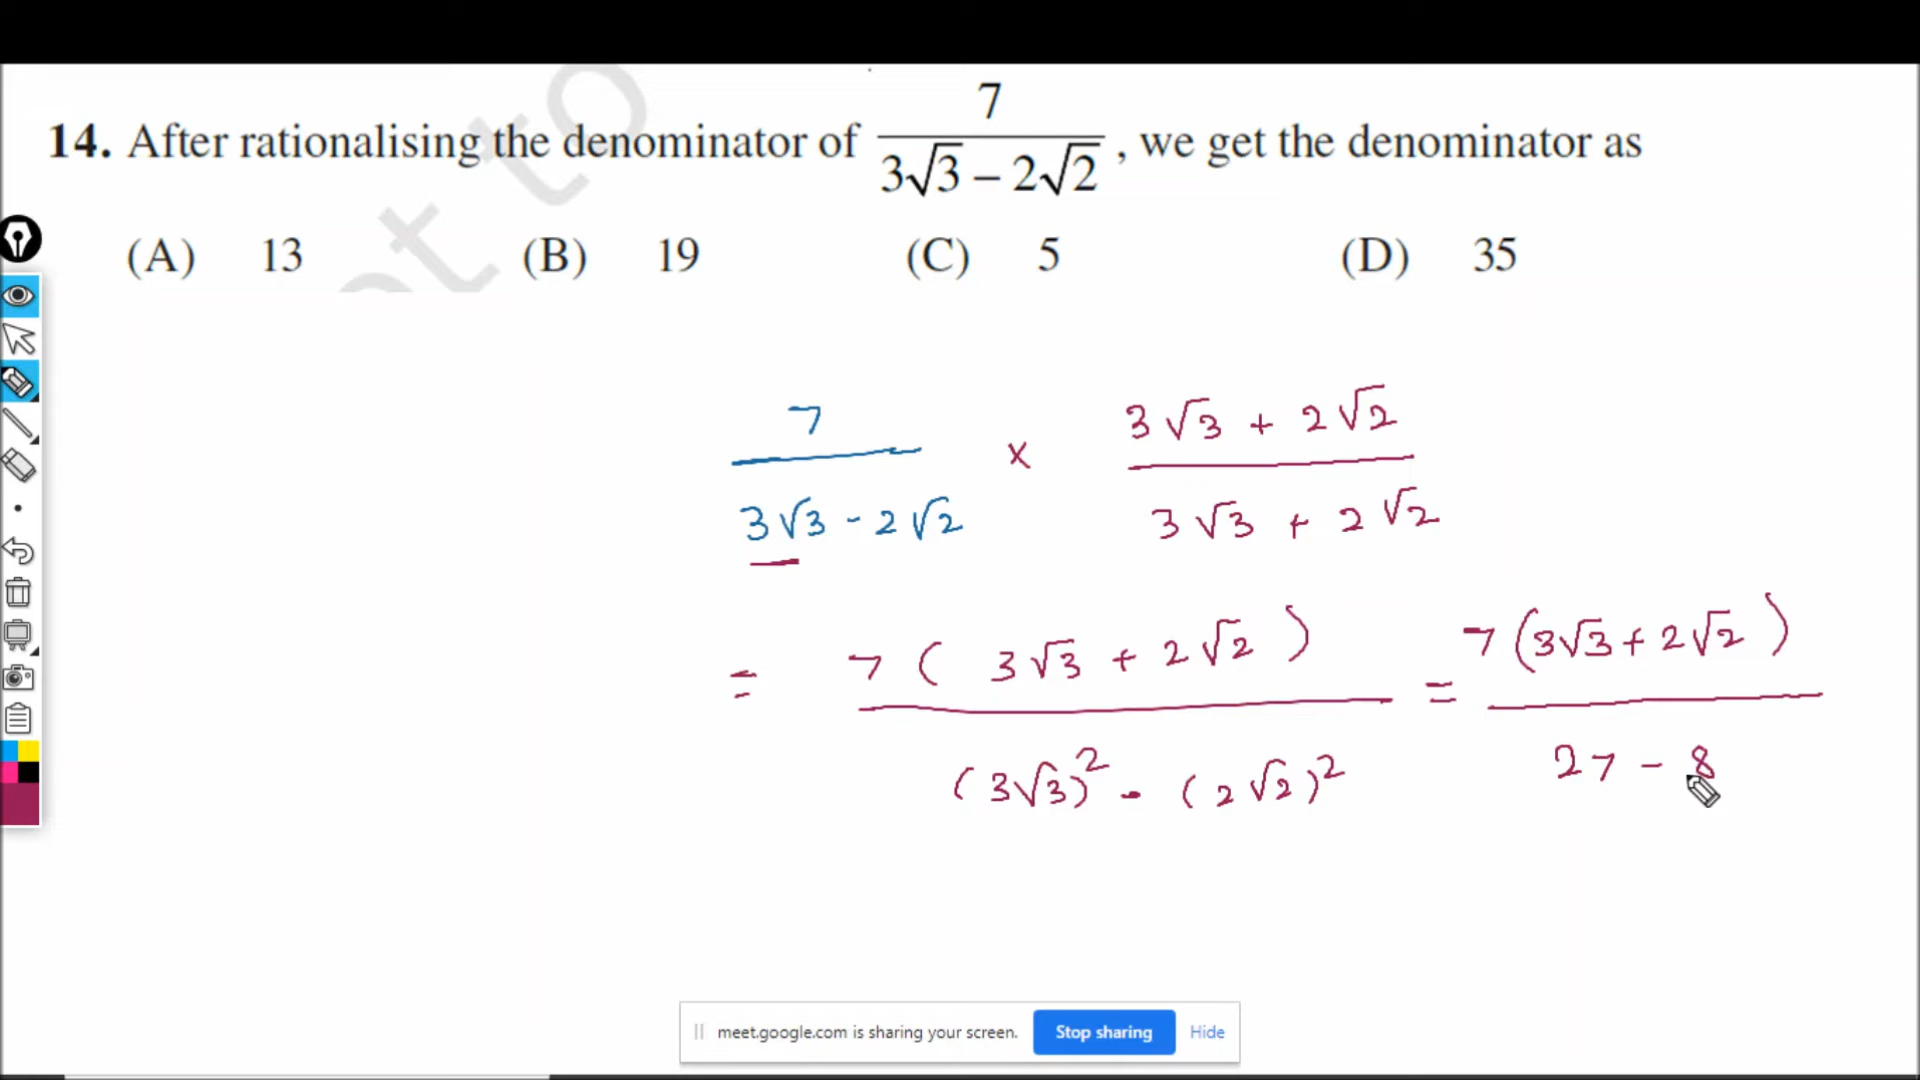 14. After rationalising the denominator of 7 / (3√3 – 2√2), we get the denominator as
(A) 13 (B) 19 (C) 5 (D) 35
7 / (3√3 - 2√2) × (3√3 + 2√2) / (3√3 + 2√2)
= 7 (3√3 + 2√2) / ((3√3)² - (2√2)²) = 7 (3√3 + 2√2) / (27 - 8)
meet.google.com is sharing your screen. Stop sharing Hide